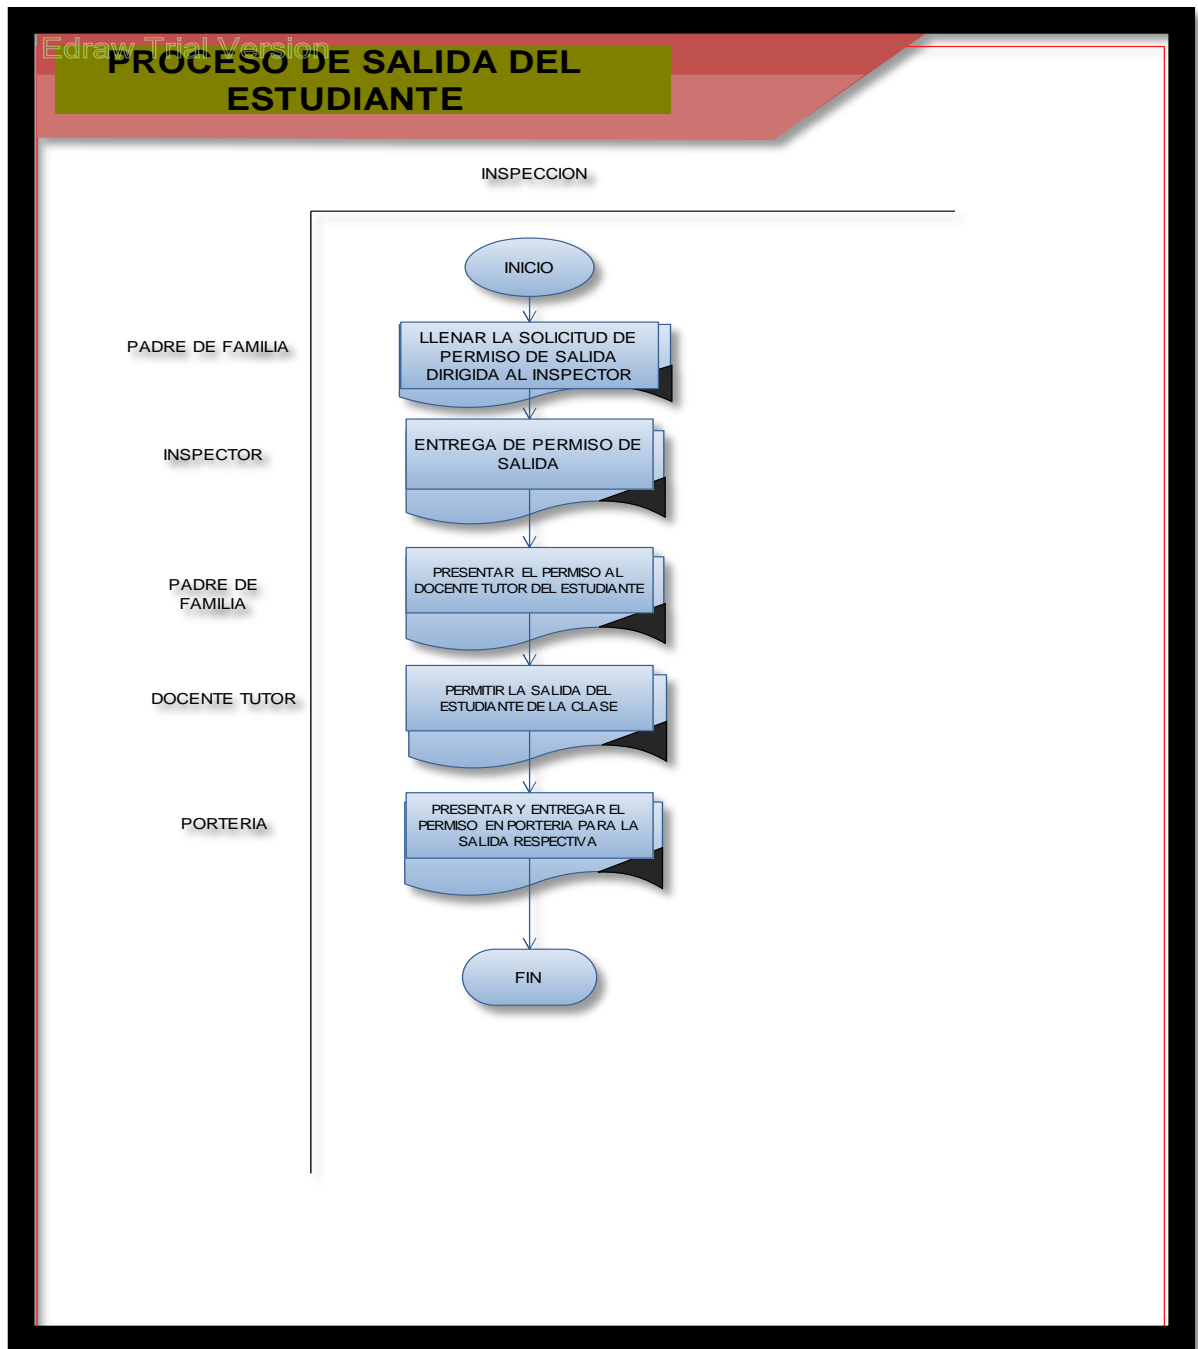 Edraw Trial Version
PROCESO DE SALIDA DEL
ESTUDIANTE
INSPECCION
INICIO
PADRE DE FAMILIA
LLENAR LA SOLICITUD DE
PERMISO DE SALIDA
DIRIGIDA AL INSPECTOR
INSPECTOR
ENTREGA DE PERMISO DE
SALIDA
PADRE DE
FAMILIA
PRESENTAR EL PERMISO AL
DOCENTE TUTOR DEL ESTUDIANTE
DOCENTE TUTOR
PERMITIR LA SALIDA DEL
ESTUDIANTE DE LA CLASE
PORTERIA
PRESENTAR Y ENTREGAR EL
PERMISO EN PORTERIA PARA LA
SALIDA RESPECTIVA
FIN